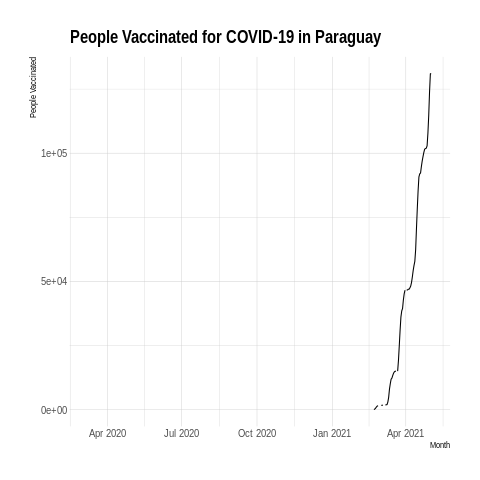 People Vaccinated for COVID-19 in Paraguay
People Vaccinated
1e+05
5e+04
0e+00
Apr 2020 Jul 2020 Oct 2020 Jan 2021 Apr 2021
Month